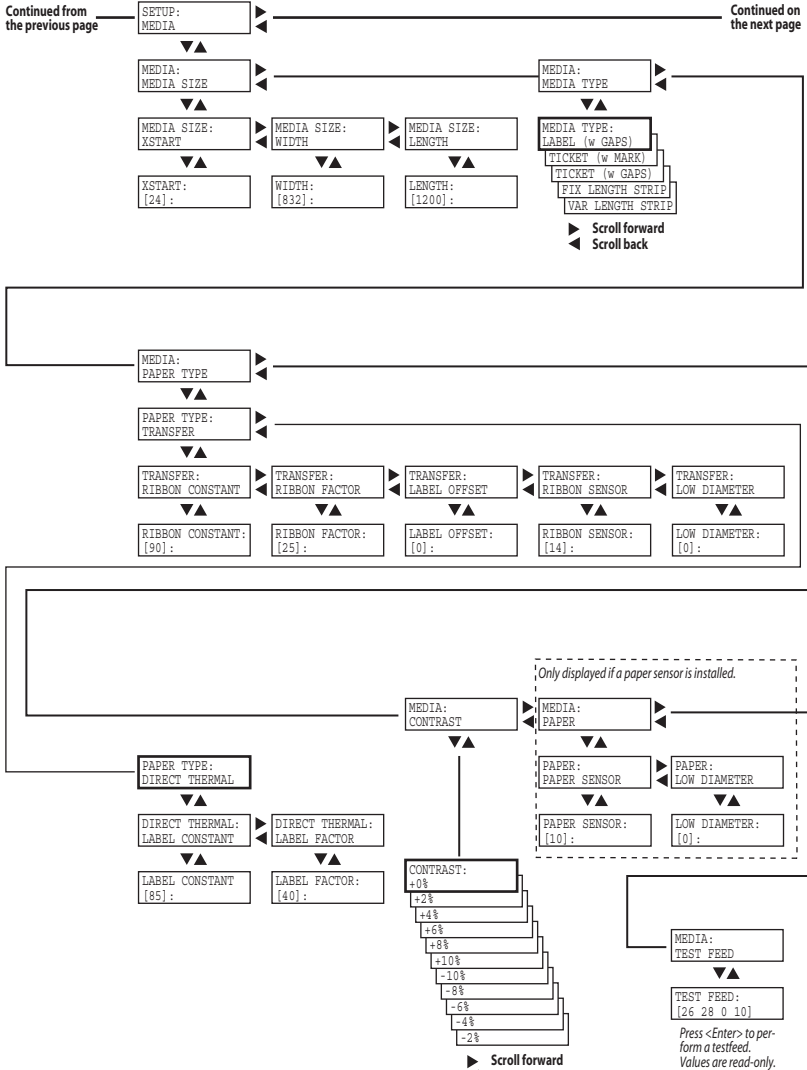 Continued from
the previous page
SETUP:
MEDIA
Continued on
the next page
MEDIA:
MEDIA SIZE
MEDIA:
MEDIA TYPE
MEDIA SIZE:
XSTART
MEDIA SIZE:
WIDTH
MEDIA SIZE:
LENGTH
MEDIA TYPE:
LABEL (w GAPS)
TICKET (w MARK)
TICKET (w GAPS)
FIX LENGTH STRIP
VAR LENGTH STRIP
XSTART:
[24]:
WIDTH:
[832]:
LENGTH:
[1200]:
Scroll forward
Scroll back
MEDIA:
PAPER TYPE
PAPER TYPE:
TRANSFER
TRANSFER:
RIBBON CONSTANT
TRANSFER:
RIBBON FACTOR
TRANSFER:
LABEL OFFSET
TRANSFER:
RIBBON SENSOR
TRANSFER:
LOW DIAMETER
RIBBON CONSTANT:
[90]:
RIBBON FACTOR:
[25]:
LABEL OFFSET:
[0]:
RIBBON SENSOR:
[14]:
LOW DIAMETER:
[0]:
Only displayed if a paper sensor is installed.
MEDIA:
CONTRAST
MEDIA:
PAPER
PAPER TYPE:
DIRECT THERMAL
PAPER:
PAPER SENSOR
PAPER:
LOW DIAMETER
DIRECT THERMAL:
LABEL CONSTANT
DIRECT THERMAL:
LABEL FACTOR
PAPER SENSOR:
[10]:
LOW DIAMETER:
[0]:
LABEL CONSTANT
[85]:
LABEL FACTOR:
[40]:
CONTRAST:
+0%
+2%
+4%
+6%
+8%
+10%
-10%
-8%
-6%
-4%
-2%
Scroll forward
MEDIA:
TEST FEED
TEST FEED:
[26 28 0 10]
Press <Enter> to per-
form a testfeed.
Values are read-only.